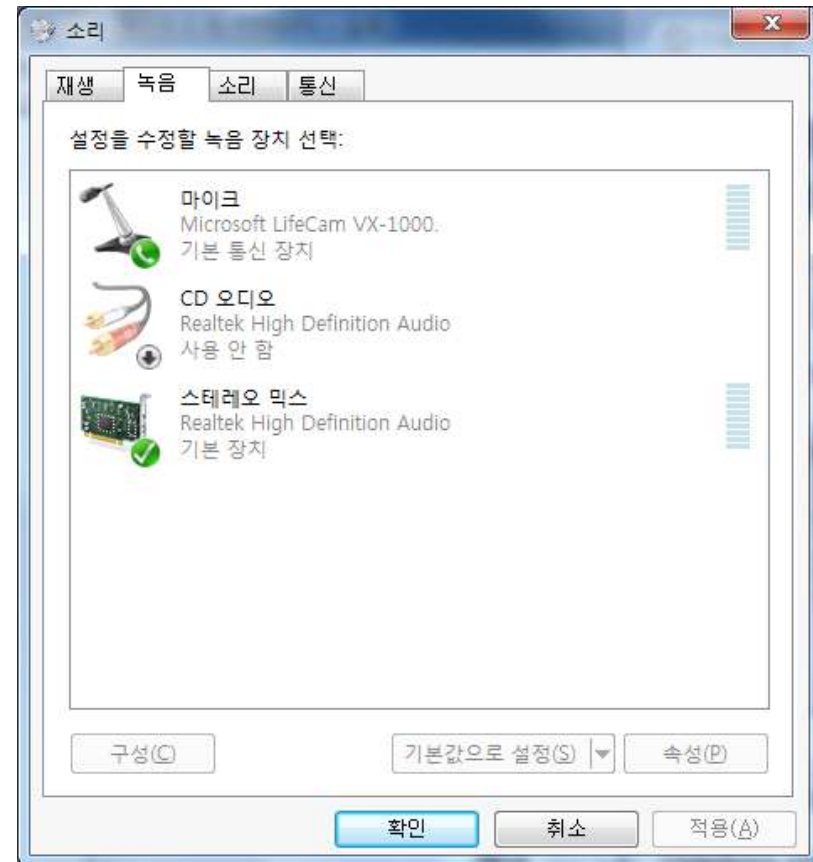 소리
재생
녹음
소리
통신
설정을 수정할 녹음 장치 선택:
마이크
Microsoft LifeCam VX-1000.
기본 통신 장치
CD 오디오
Realtek High Definition Audio
사용 안 함
스테레오 믹스
Realtek High Definition Audio
기본 장치
구성(C)
기본값으로 설정(S)
속성(P)
확인
취소
적용(A)